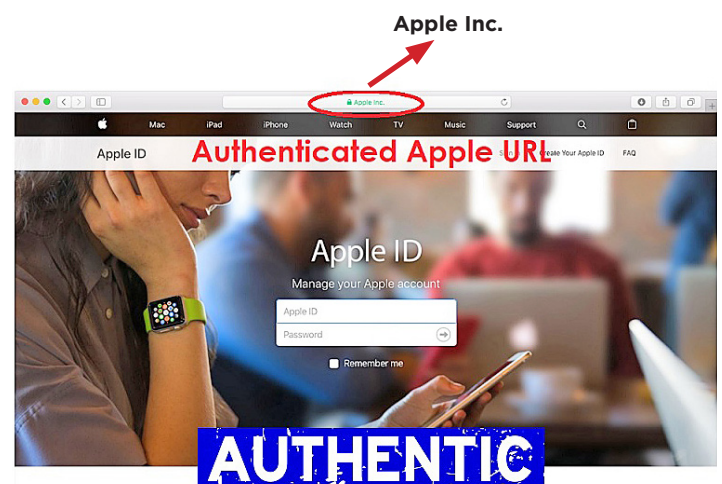 Apple Inc.
Apple Inc.
Mac iPad iPhone Watch TV Music Support
Apple ID Authenticated Apple URL Create Your Apple ID FAQ
Apple ID
Manage your Apple account
Apple ID
Password
Remember me
AUTHENTIC